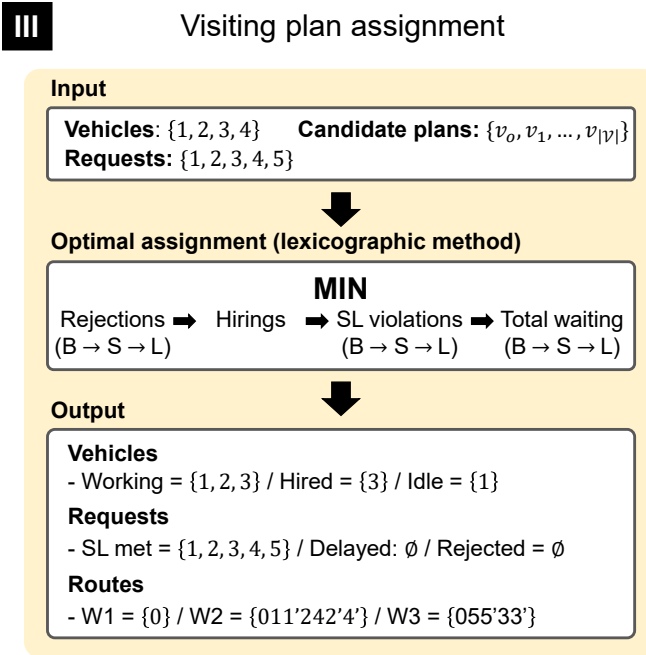 III Visiting plan assignment
Input
Vehicles: {1, 2, 3, 4} Candidate plans: {v_o, v_1, …, v_|𝒱|}
Requests: {1, 2, 3, 4, 5}
Optimal assignment (lexicographic method)
MIN
Rejections ➡ Hirings ➡ SL violations ➡ Total waiting
(B → S → L) (B → S → L) (B → S → L)
Output
Vehicles
- Working = {1, 2, 3} / Hired = {3} / Idle = {1}
Requests
- SL met = {1, 2, 3, 4, 5} / Delayed: ∅ / Rejected = ∅
Routes
- W1 = {0} / W2 = {011'242'4'} / W3 = {055'33'}